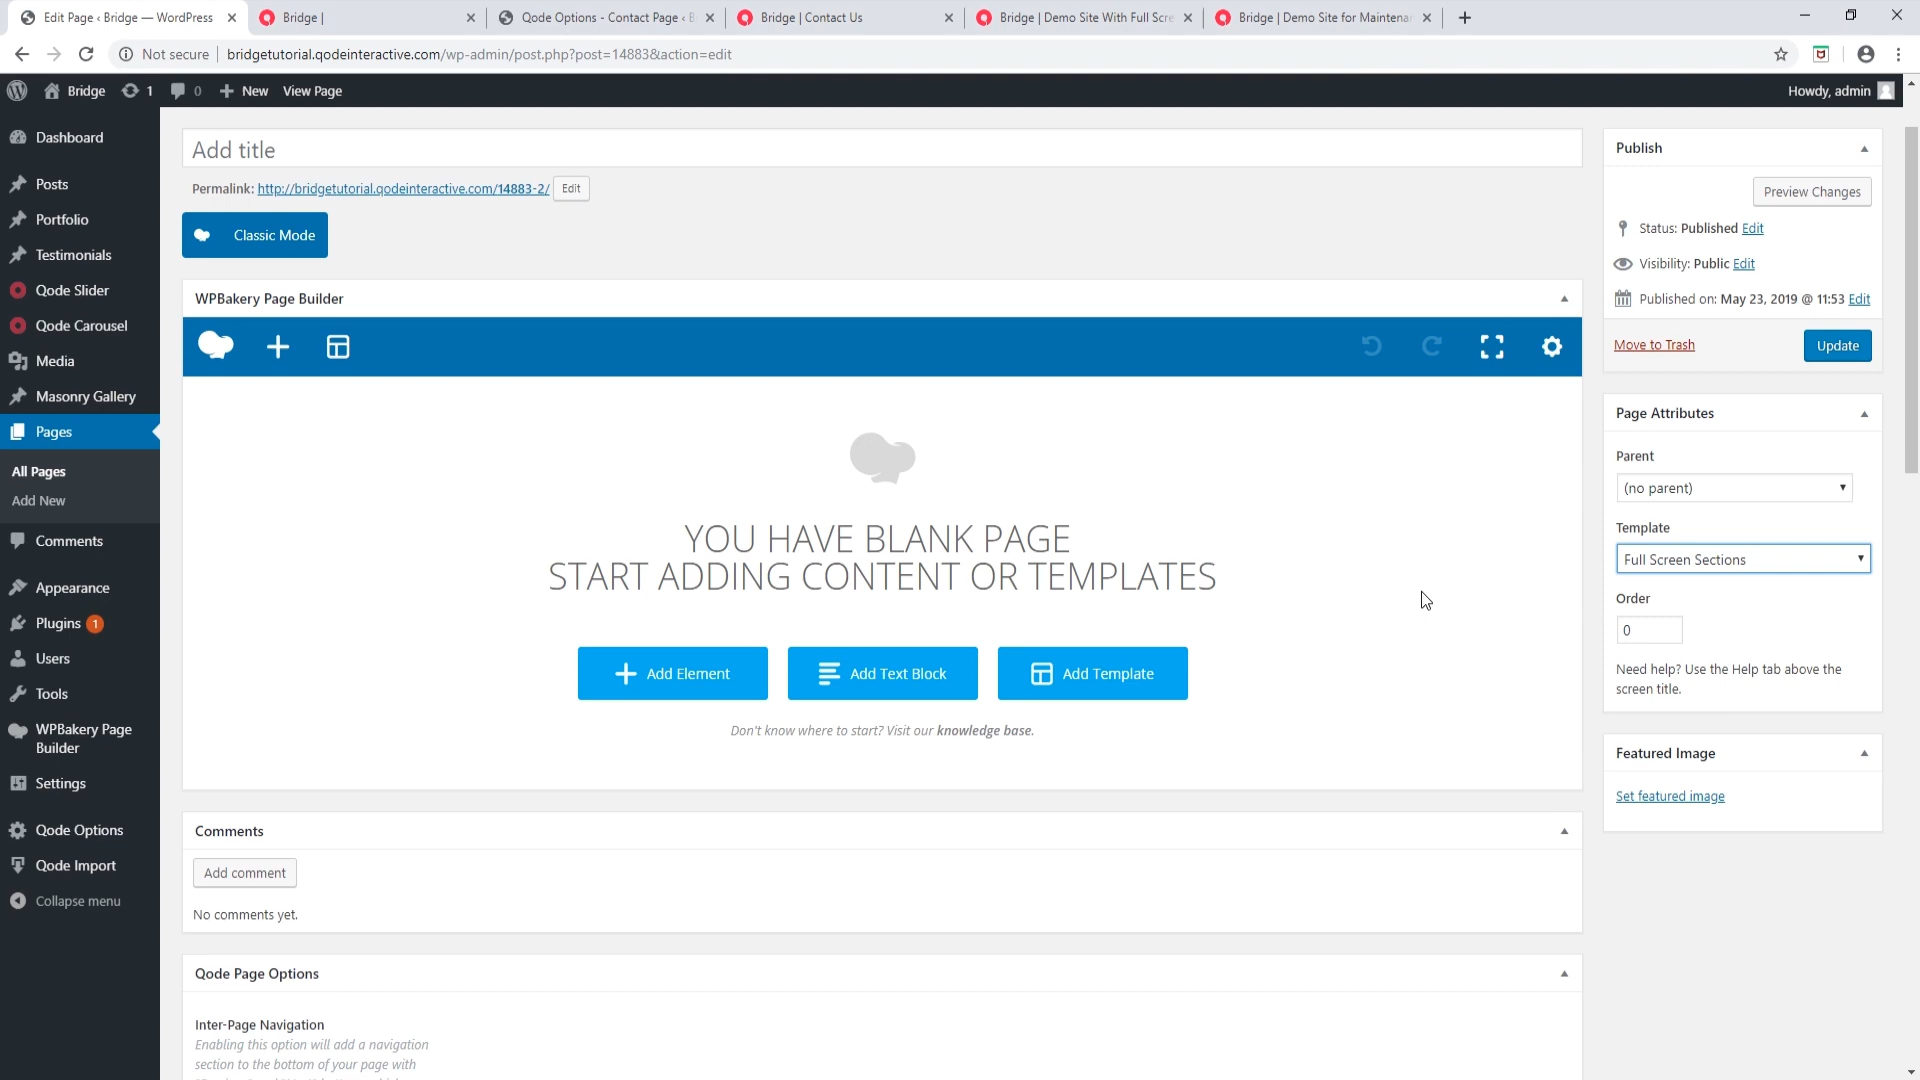 Edit Page ‹ Bridge — WordPress
Bridge |
Qode Options - Contact Page ‹ B
Bridge | Contact Us
Bridge | Demo Site With Full Scre
Bridge | Demo Site for Maintenan
Not secure
bridgetutorial.qodeinteractive.com/wp-admin/post.php?post=14883&action=edit
Bridge
1
0
New
View Page
Howdy, admin
Dashboard
Posts
Portfolio
Testimonials
Qode Slider
Qode Carousel
Media
Masonry Gallery
Pages
All Pages
Add New
Comments
Appearance
Plugins 1
Users
Tools
WPBakery Page
Builder
Settings
Qode Options
Qode Import
Collapse menu
Add title
Permalink: http://bridgetutorial.qodeinteractive.com/14883-2/ Edit
Classic Mode
WPBakery Page Builder
YOU HAVE BLANK PAGE
START ADDING CONTENT OR TEMPLATES
Add Element
Add Text Block
Add Template
Don't know where to start? Visit our knowledge base.
Comments
Add comment
No comments yet.
Qode Page Options
Inter-Page Navigation
Enabling this option will add a navigation
section to the bottom of your page with
Publish
Preview Changes
Status: Published Edit
Visibility: Public Edit
Published on: May 23, 2019 @ 11:53 Edit
Move to Trash
Update
Page Attributes
Parent
(no parent)
Template
Full Screen Sections
Order
0
Need help? Use the Help tab above the
screen title.
Featured Image
Set featured image